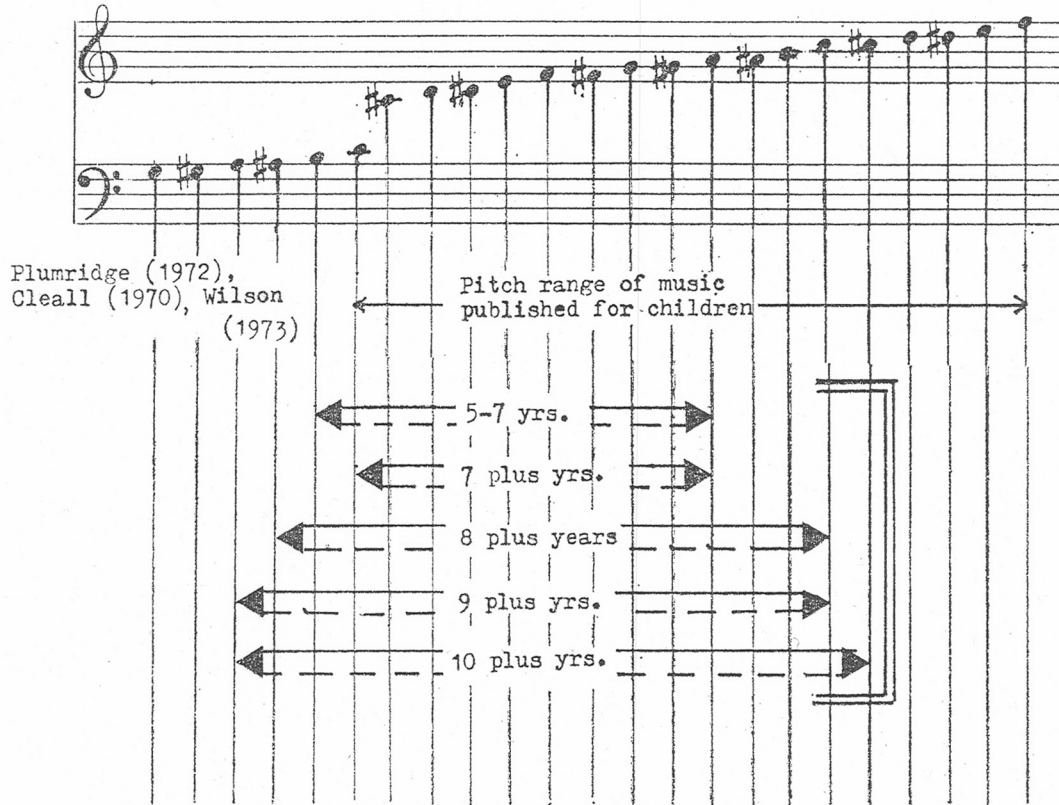 Plumridge (1972),
Cleall (1970), Wilson
(1973)
Pitch range of music
published for children
5-7 yrs.
7 plus yrs.
8 plus years
9 plus yrs.
10 plus yrs.